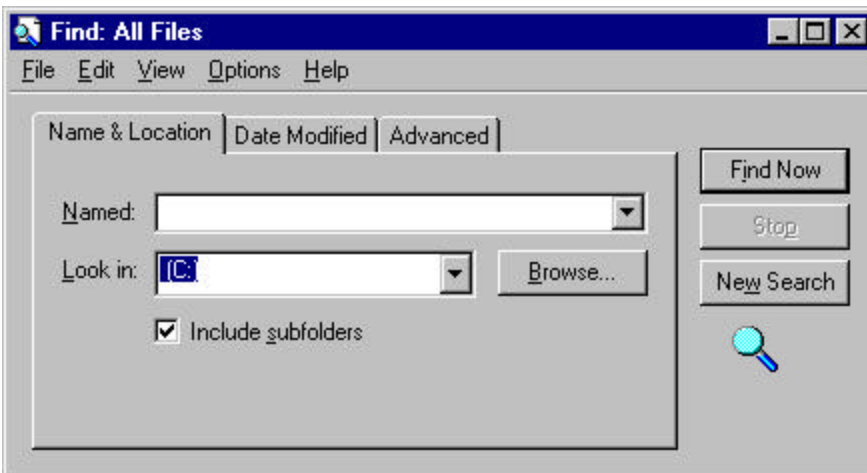 Find: All Files
File Edit View Options Help
Name & Location Date Modified Advanced
Find Now
Named:
Stop
Look in: (C:) Browse...
New Search
Include subfolders